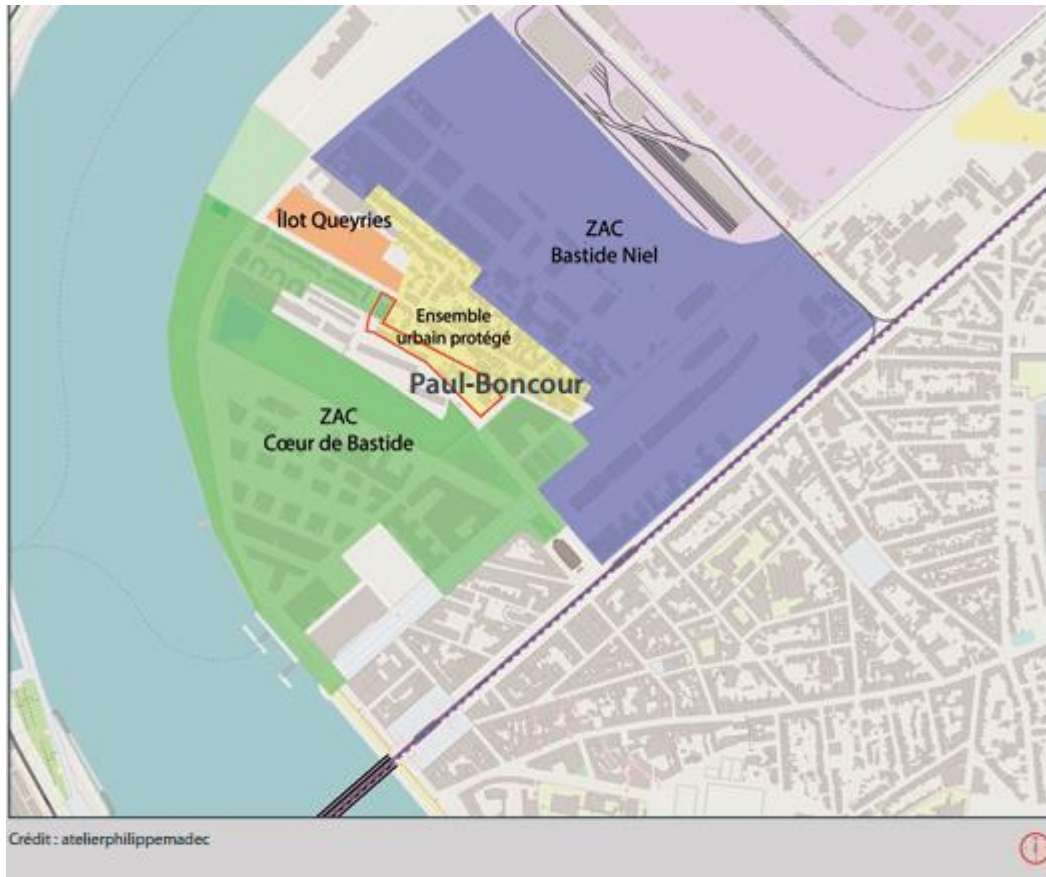 Îlot Queyries
ZAC
Bastide Niel
Ensemble
urbain protégé
Paul-Boncour
ZAC
Cœur de Bastide
Crédit : atelierphilippemadec